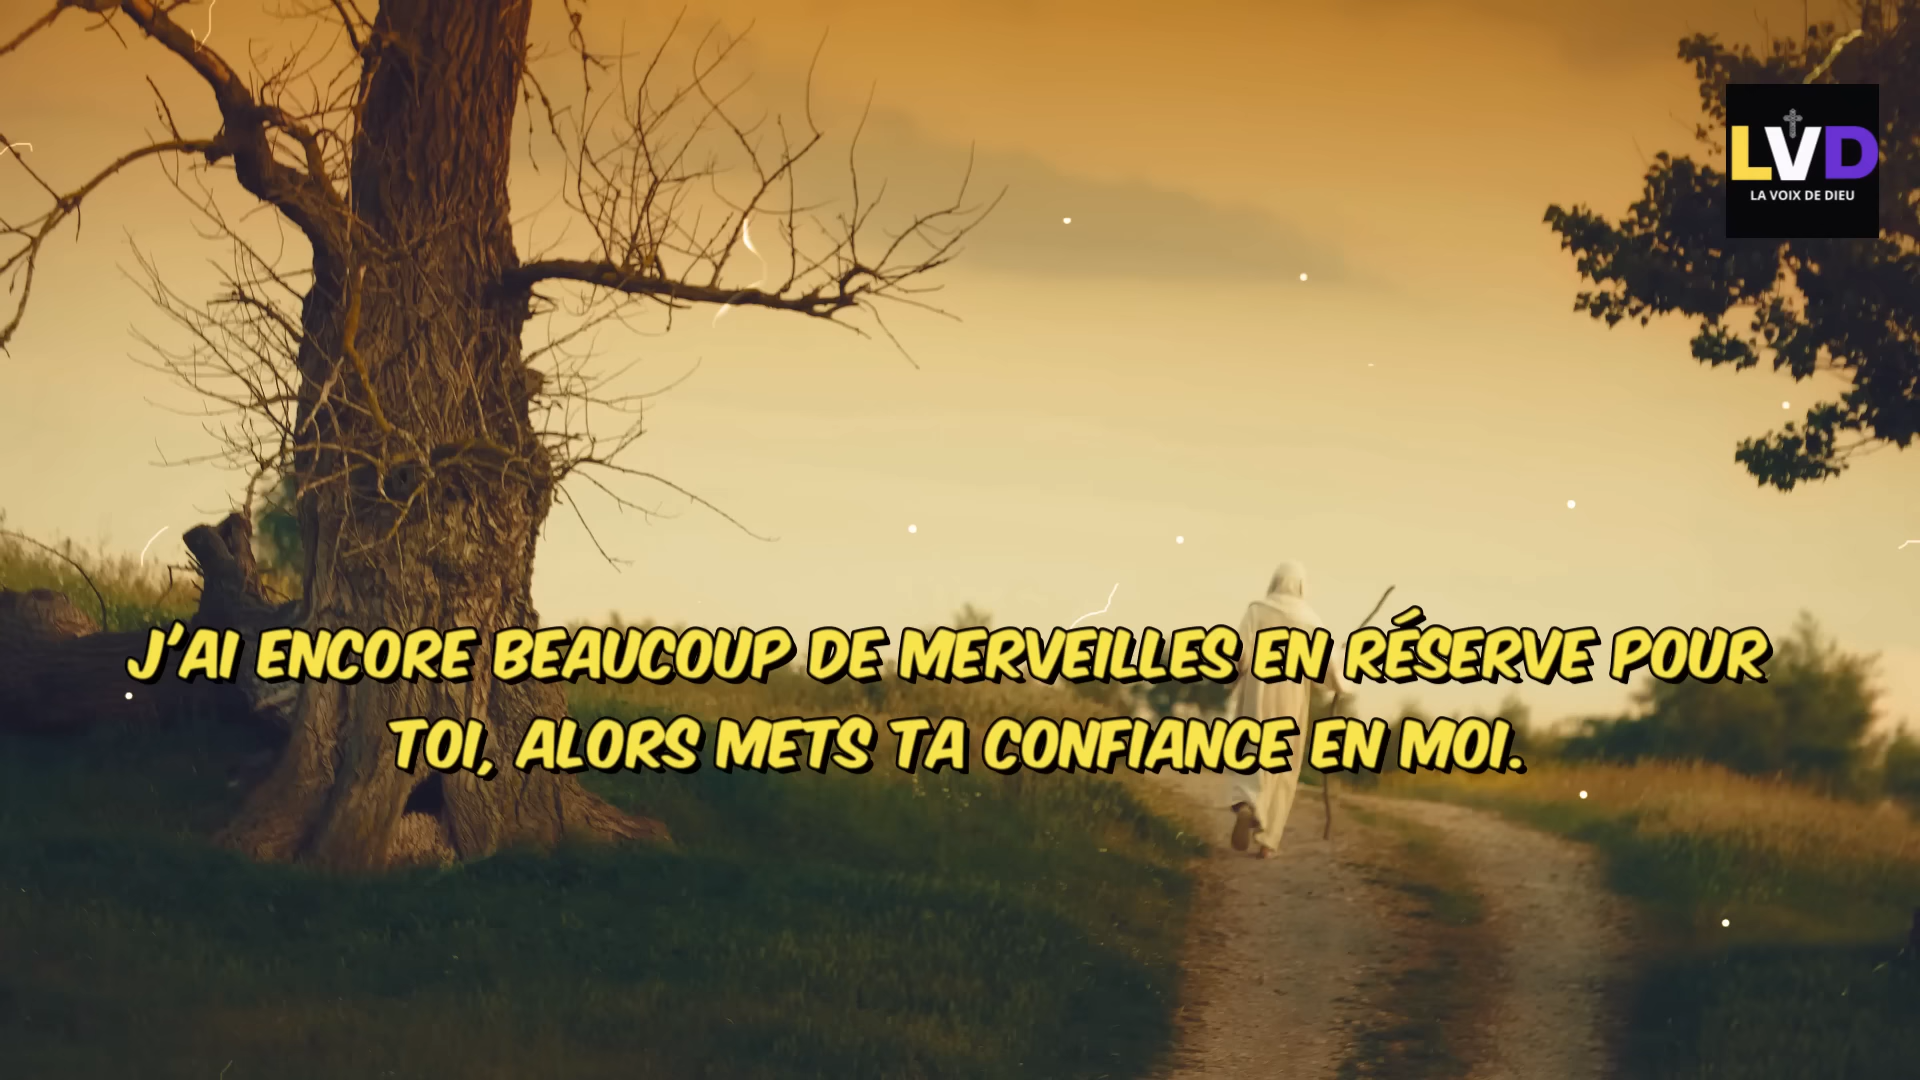 LVD
LA VOIX DE DIEU
J'AI ENCORE BEAUCOUP DE MERVEILLES EN RÉSERVE POUR
TOI, ALORS METS TA CONFIANCE EN MOI.